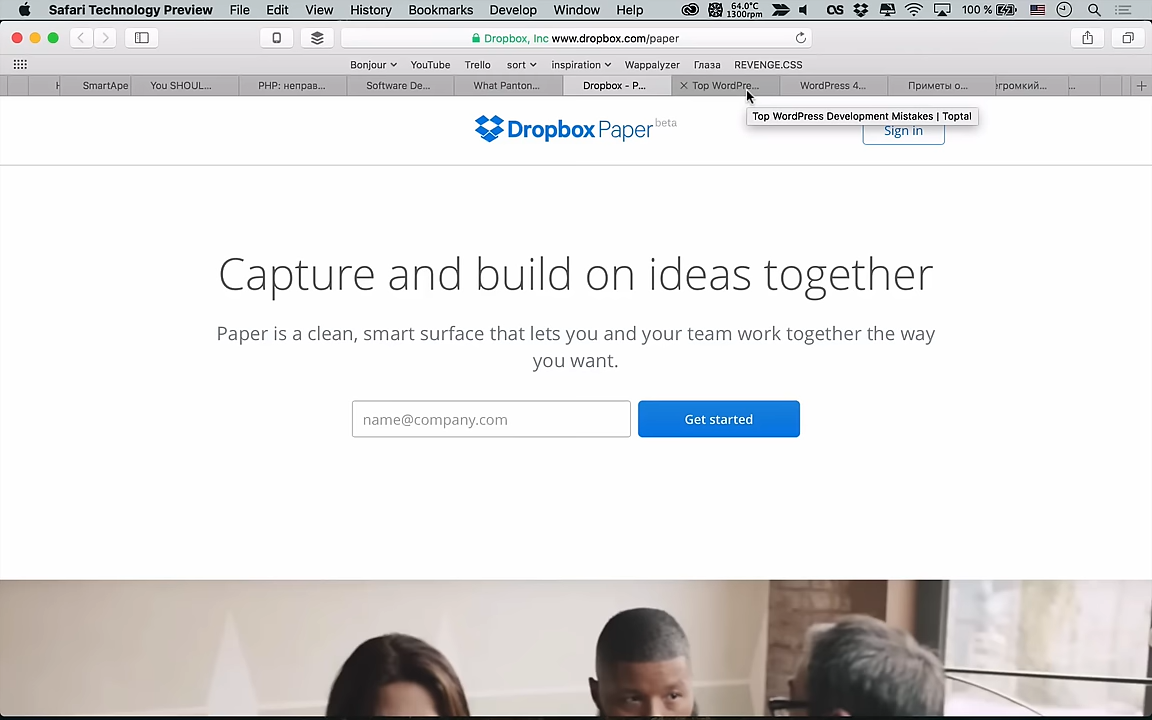 Safari Technology Preview File Edit View History Bookmarks Develop Window Help 64.0°C 1300rpm 100 %
Dropbox, Inc www.dropbox.com/paper
Bonjour YouTube Trello sort inspiration Wappalyzer Глаза REVENGE.CSS
SmartApe You SHOUL... PHP: неправ... Software De... What Panton... Dropbox - P... Top WordPre... WordPress 4... Приметы о... егромкий... ...
Top WordPress Development Mistakes | Toptal
Dropbox Paper beta
Sign in
Capture and build on ideas together
Paper is a clean, smart surface that lets you and your team work together the way
you want.
name@company.com Get started